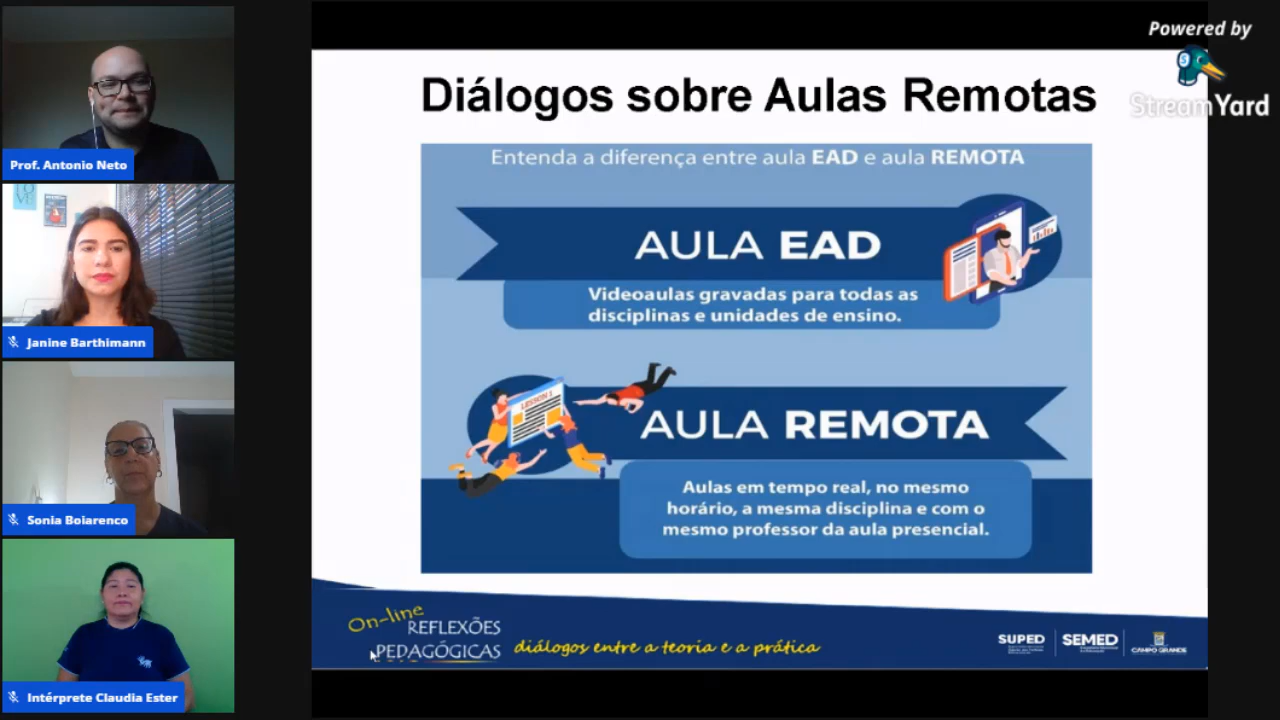 Powered by
StreamYard
Prof. Antonio Neto
Janine Barthimann
Sonia Boiarenco
Intérprete Claudia Ester
Diálogos sobre Aulas Remotas
Entenda a diferença entre aula EAD e aula REMOTA
AULA EAD
Videoaulas gravadas para todas as
disciplinas e unidades de ensino.
LESSON 1
AULA REMOTA
Aulas em tempo real, no mesmo
horário, a mesma disciplina e com o
mesmo professor da aula presencial.
On-line
REFLEXÕES
PEDAGÓGICAS
diálogos entre a teoria e a prática
SUPED
SEMED
CAMPO GRANDE